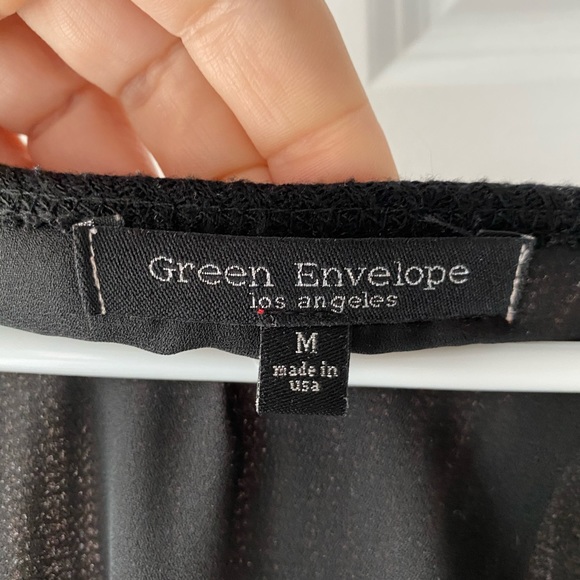 Green Envelope
los angeles
M
made in
usa